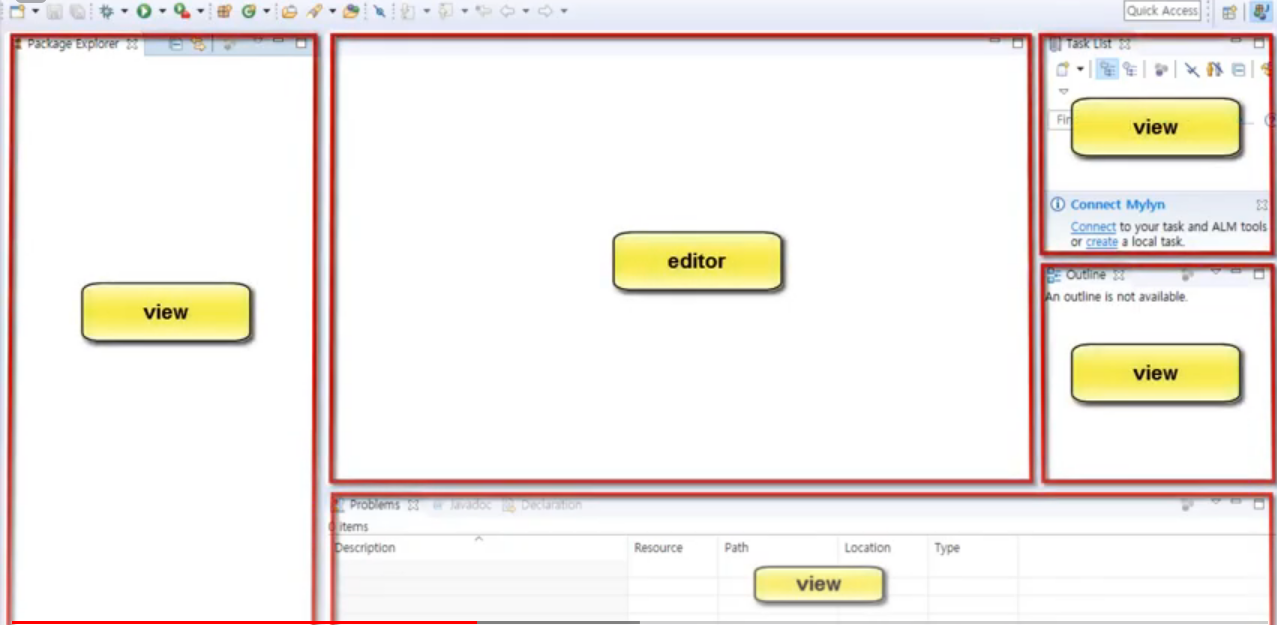 Quick Access
Package Explorer
Task List
view
Connect Mylyn
Connect to your task and ALM tools
or create a local task.
editor
view
Outline
An outline is not available.
view
Problems Javadoc Declaration
0 items
Description Resource Path Location Type
view